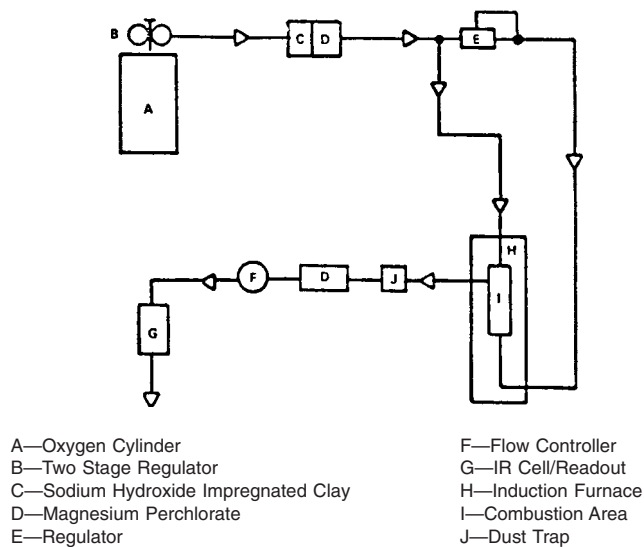 B
C D
E
A
H
F D J I
G
A—Oxygen Cylinder
B—Two Stage Regulator
C—Sodium Hydroxide Impregnated Clay
D—Magnesium Perchlorate
E—Regulator
F—Flow Controller
G—IR Cell/Readout
H—Induction Furnace
I—Combustion Area
J—Dust Trap